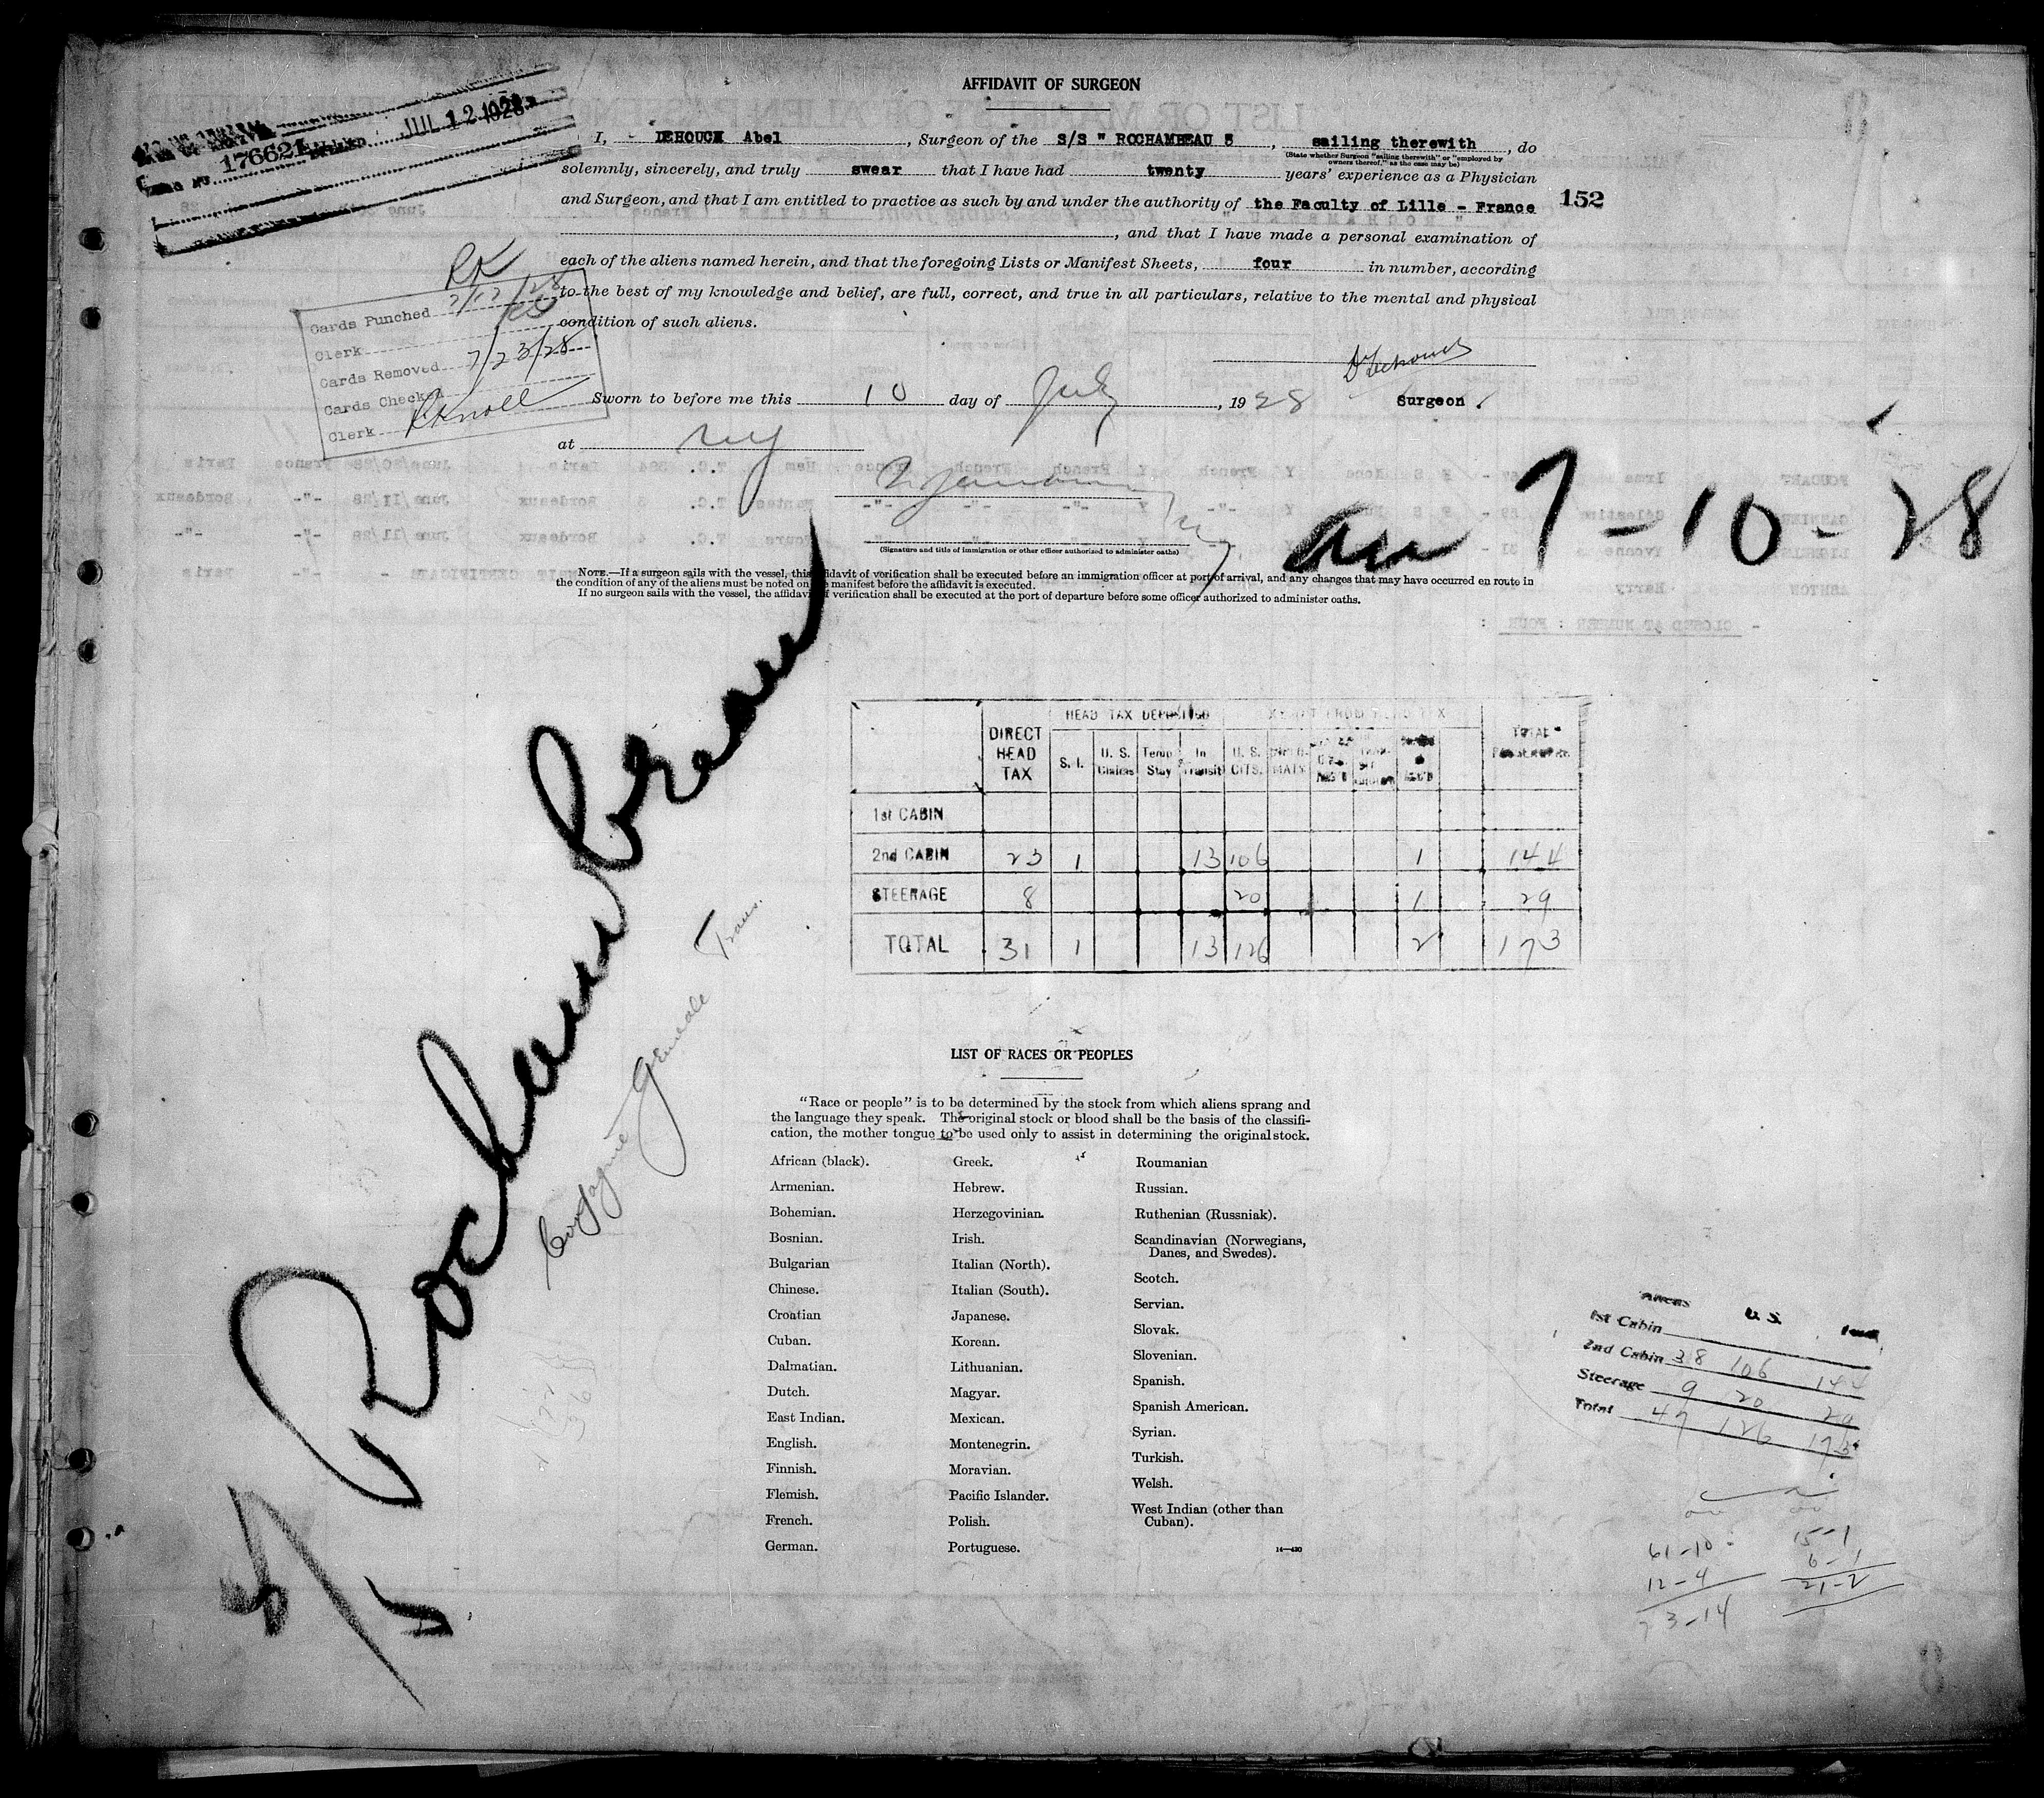 AFFIDAVIT OF SURGEON
JUL 12 1928
176621
I, DEHOUCK Abel, Surgeon of the S/S " ROCHAMBEAU 5, sailing therewith, do
(State whether Surgeon "sailing therewith" or "employed by
owners thereof," as the case may be)
solemnly, sincerely, and truly swear that I have had twenty years' experience as a Physician
and Surgeon, and that I am entitled to practice as such by and under the authority of the Faculty of Lille - France
152
, and that I have made a personal examination of
each of the aliens named herein, and that the foregoing Lists or Manifest Sheets, four in number, according
to the best of my knowledge and belief, are full, correct, and true in all particulars, relative to the mental and physical
condition of such aliens.
RK
Cards Punched 7/12/28
Clerk
Cards Removed 7/23/28
Cards Checked
Clerk RKnoll
Sworn to before me this 10 day of July, 1928
Surgeon.
at NY
(Signature and title of immigration or other officer authorized to administer oaths)
7-10-28
NOTE.—If a surgeon sails with the vessel, this affidavit of verification shall be executed before an immigration officer at port of arrival, and any changes that may have occurred en route in
the condition of any of the aliens must be noted on the manifest before the affidavit is executed.
If no surgeon sails with the vessel, the affidavit of verification shall be executed at the port of departure before some officer authorized to administer oaths.
S/S Rochambeau
Generale Trans.
HEAD TAX DEPOSITED EXEMPT FROM HEAD TAX
DIRECT HEAD TAX S. I. U. S. Claims Temp Stay In Transit U. S. CITS. TOTAL
1st CABIN
2nd CABIN 23 1 13 106 1 144
STEERAGE 8 20 1 29
TOTAL 31 1 13 126 2 173
LIST OF RACES OR PEOPLES
"Race or people" is to be determined by the stock from which aliens sprang and
the language they speak. The original stock or blood shall be the basis of the classifi-
cation, the mother tongue to be used only to assist in determining the original stock.
African (black).
Armenian.
Bohemian.
Bosnian.
Bulgarian
Chinese.
Croatian
Cuban.
Dalmatian.
Dutch.
East Indian.
English.
Finnish.
Flemish.
French.
German.
Greek.
Hebrew.
Herzegovinian.
Irish.
Italian (North).
Italian (South).
Japanese.
Korean.
Lithuanian.
Magyar.
Mexican.
Montenegrin.
Moravian.
Pacific Islander.
Polish.
Portuguese.
Roumanian
Russian.
Ruthenian (Russniak).
Scandinavian (Norwegians,
Danes, and Swedes).
Scotch.
Servian.
Slovak.
Slovenian.
Spanish.
Spanish American.
Syrian.
Turkish.
Welsh.
West Indian (other than
Cuban).
14—430
U. S.
1st Cabin
2nd Cabin 38 106 144
Steerage 9 20 29
Total 47 126 173
61-10 15-1
12-4 6-1
73-14 21-2